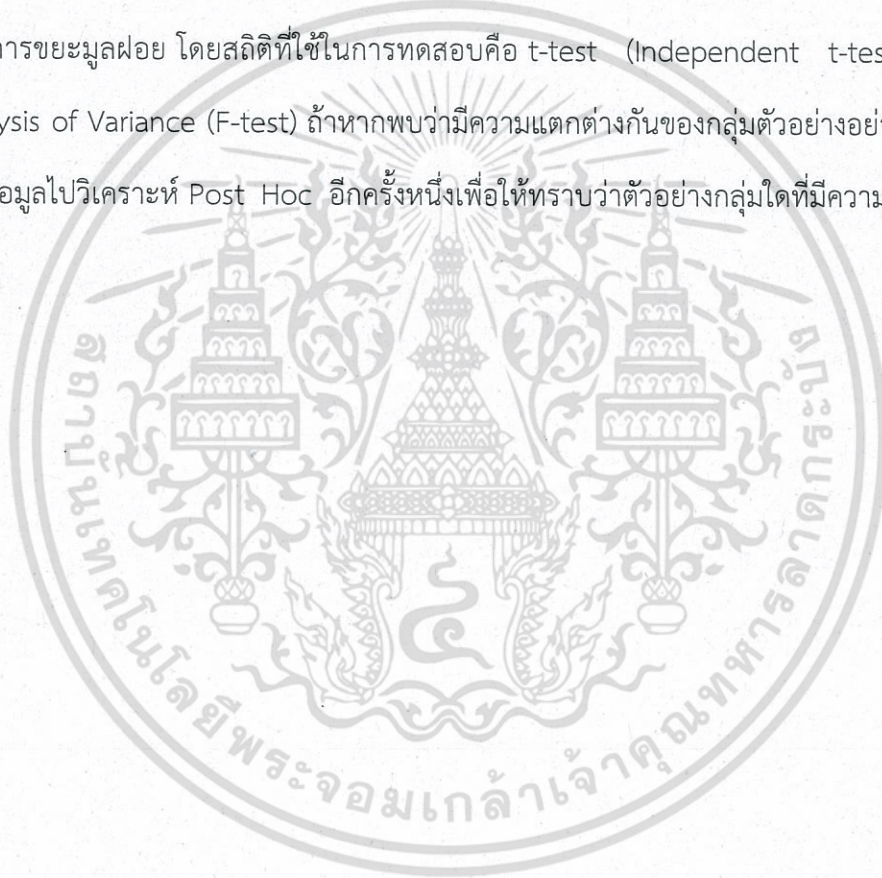 การขยะมูลฝอย โดยสถิติที่ใช้ในการทดสอบคือ t-test (Independent t-tes
ysis of Variance (F-test) ถ้าหากพบว่ามีความแตกต่างกันของกลุ่มตัวอย่างอย่
อมูลไปวิเคราะห์ Post Hoc อีกครั้งหนึ่งเพื่อให้ทราบว่าตัวอย่างกลุ่มใดที่มีความ
สถาบันเทคโนโลยีพระจอมเกล้าเจ้าคุณทหารลาดกระบัง
๔